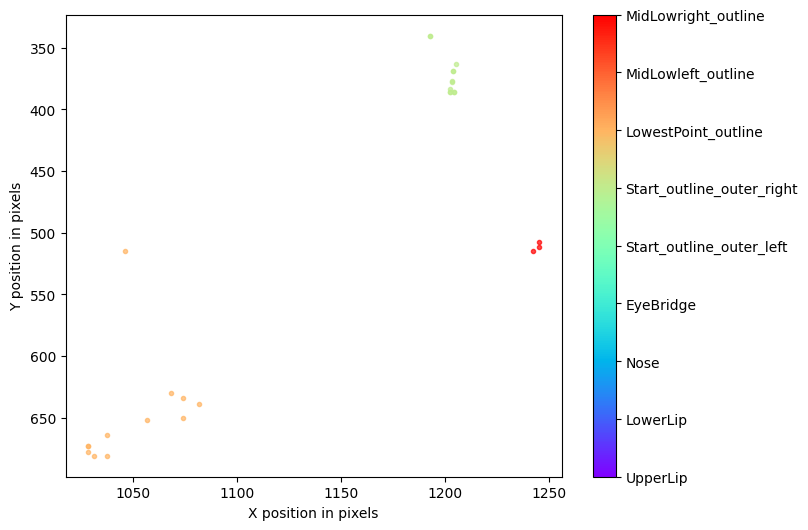 350
400
450
500
550
600
650
Y position in pixels
1050
1100
1150
1200
1250
X position in pixels
MidLowright_outline
MidLowleft_outline
LowestPoint_outline
Start_outline_outer_right
Start_outline_outer_left
EyeBridge
Nose
LowerLip
UpperLip